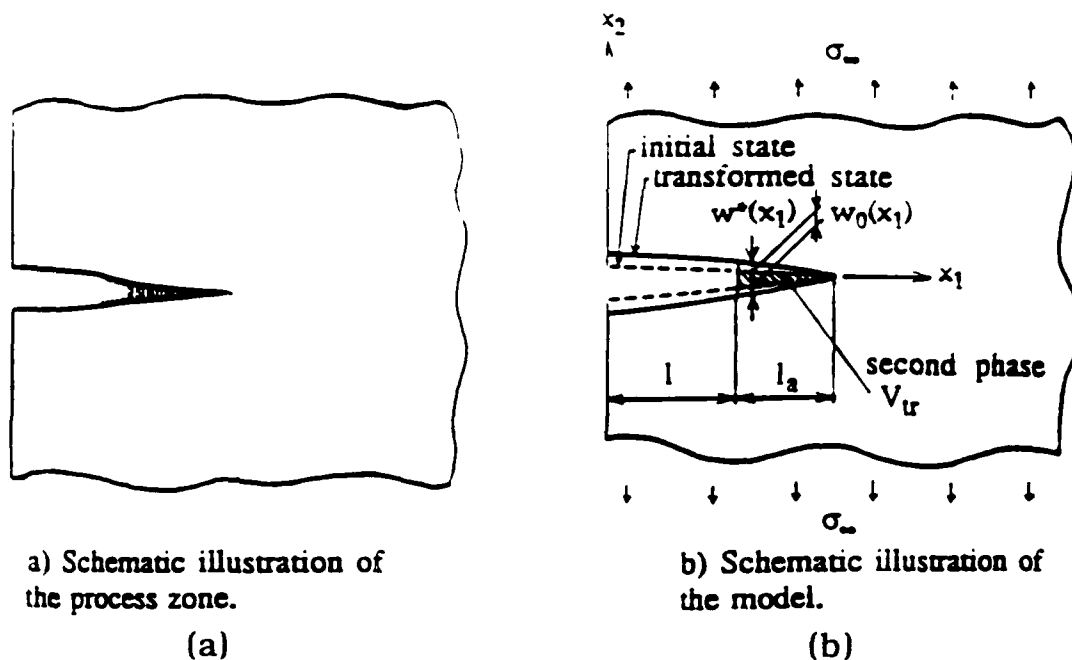 x₂
σ∞
initial state
transformed state
w*(x₁)
w₀(x₁)
x₁
second phase
l
lₐ
Vₜᵣ
σ∞
a) Schematic illustration of
the process zone.
(a)
b) Schematic illustration of
the model.
(b)